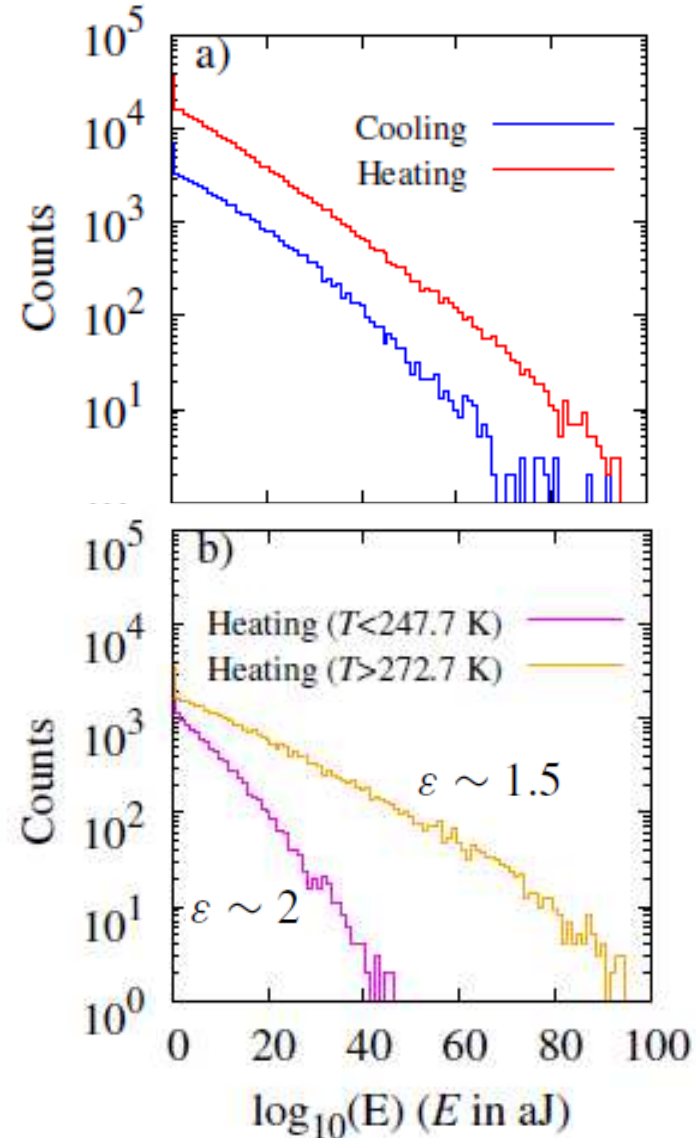 10^5
a)
10^4
Cooling
Heating
10^3
Counts
10^2
10^1
10^5
b)
Heating (T<247.7 K)
10^4
Heating (T>272.7 K)
10^3
Counts
ε ~ 1.5
10^2
ε ~ 2
10^1
10^0
0 20 40 60 80 100
log_10(E) (E in aJ)